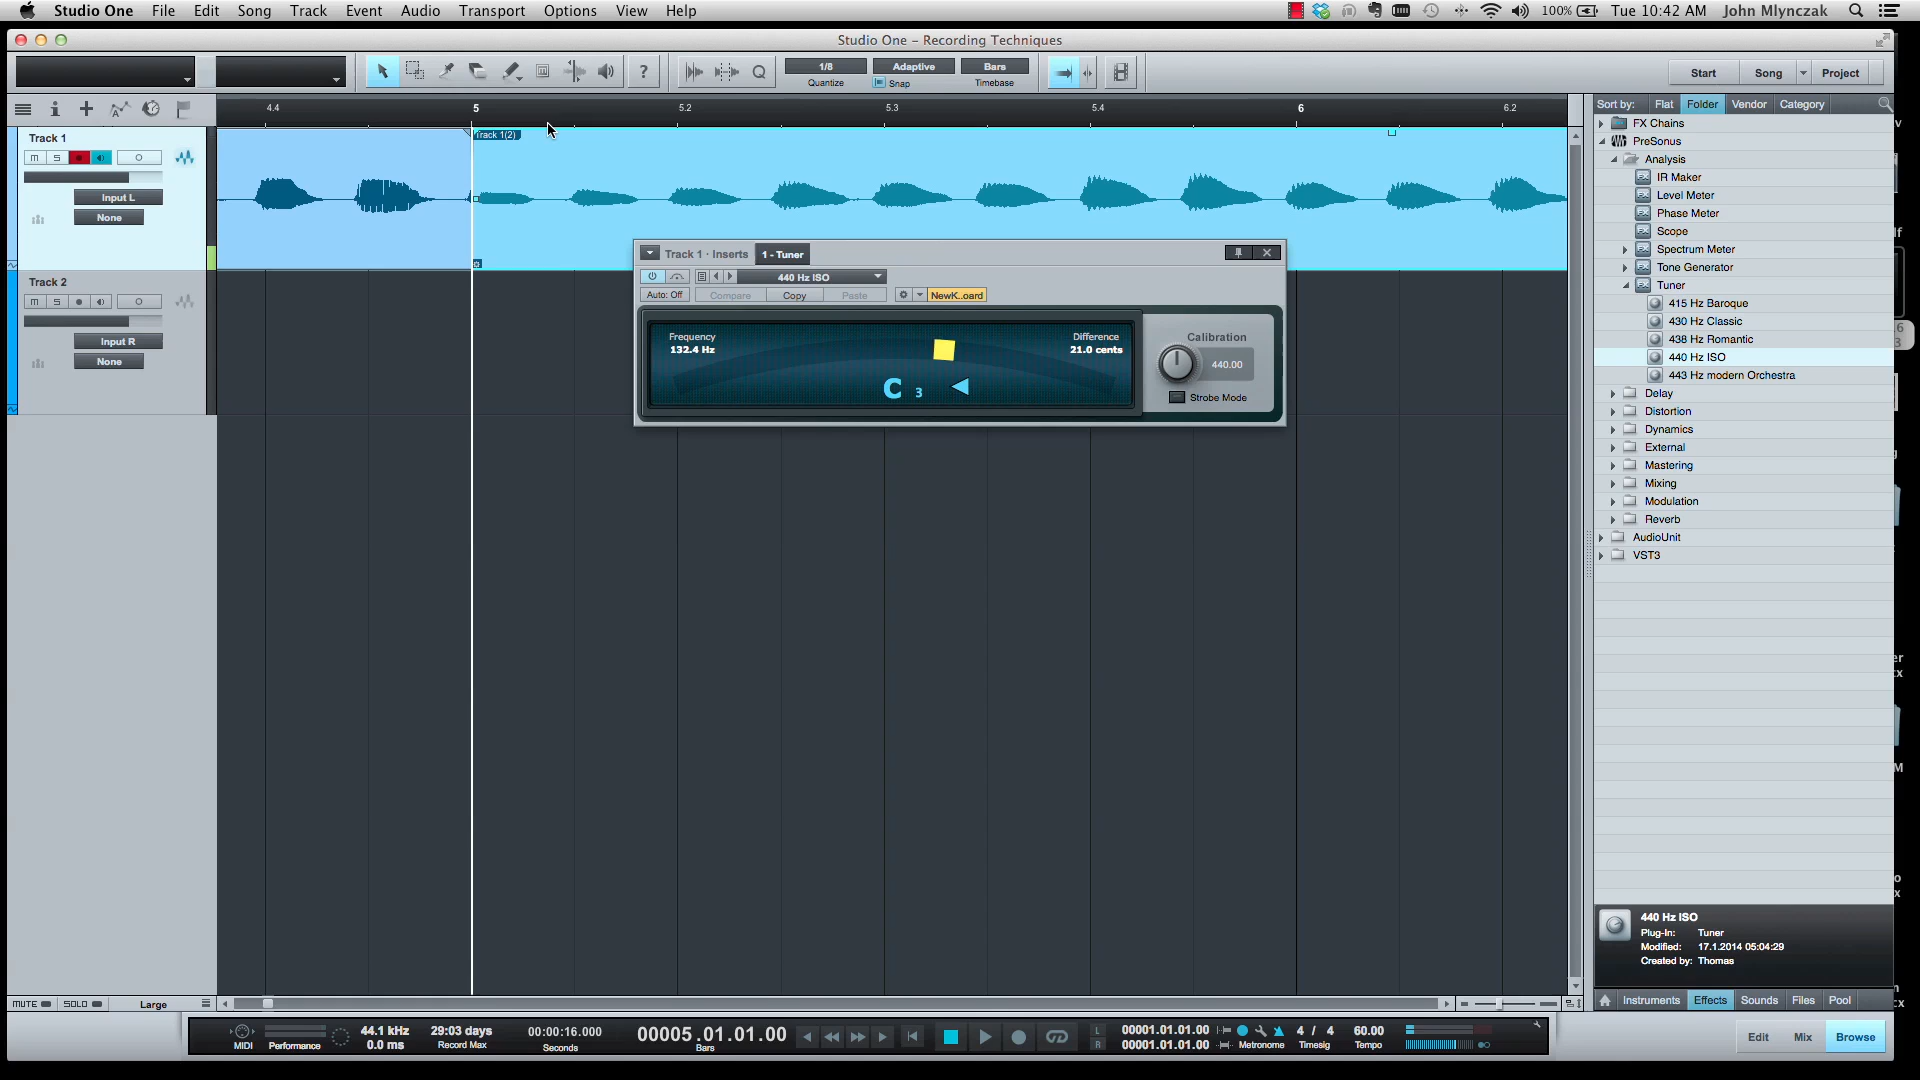 Studio One File Edit Song Track Event Audio Transport Options View Help 100% Tue 10:42 AM John Mlynczak
Studio One – Recording Techniques
1/8 Adaptive Bars
Quantize Snap Timebase
? Q
Start Song Project
4.4 5 5.2 5.3 5.4 6 6.2
Sort by: Flat Folder Vendor Category
Track 1
M S
Input L
None
Track 1(2)
Track 2
M S
Input R
None
Track 1 · Inserts 1 - Tuner
440 Hz ISO
Auto: Off Compare Copy Paste NewK..oard
Frequency
132.4 Hz
Difference
21.0 cents
C 3
Calibration
440.00
Strobe Mode
FX Chains
PreSonus
Analysis
IR Maker
Level Meter
Phase Meter
Scope
Spectrum Meter
Tone Generator
Tuner
415 Hz Baroque
430 Hz Classic
438 Hz Romantic
440 Hz ISO
443 Hz modern Orchestra
Delay
Distortion
Dynamics
External
Mastering
Mixing
Modulation
Reverb
AudioUnit
VST3
440 Hz ISO
Plug-In: Tuner
Modified: 17.1.2014 05:04:29
Created by: Thomas
MUTE SOLO Large
Instruments Effects Sounds Files Pool
MIDI Performance
44.1 kHz
0.0 ms
29:03 days
Record Max
00:00:16.000
Seconds
00005.01.01.00
Bars
L 00001.01.01.00
R 00001.01.01.00
Metronome
4 / 4
Timesig
60.00
Tempo
Edit Mix Browse